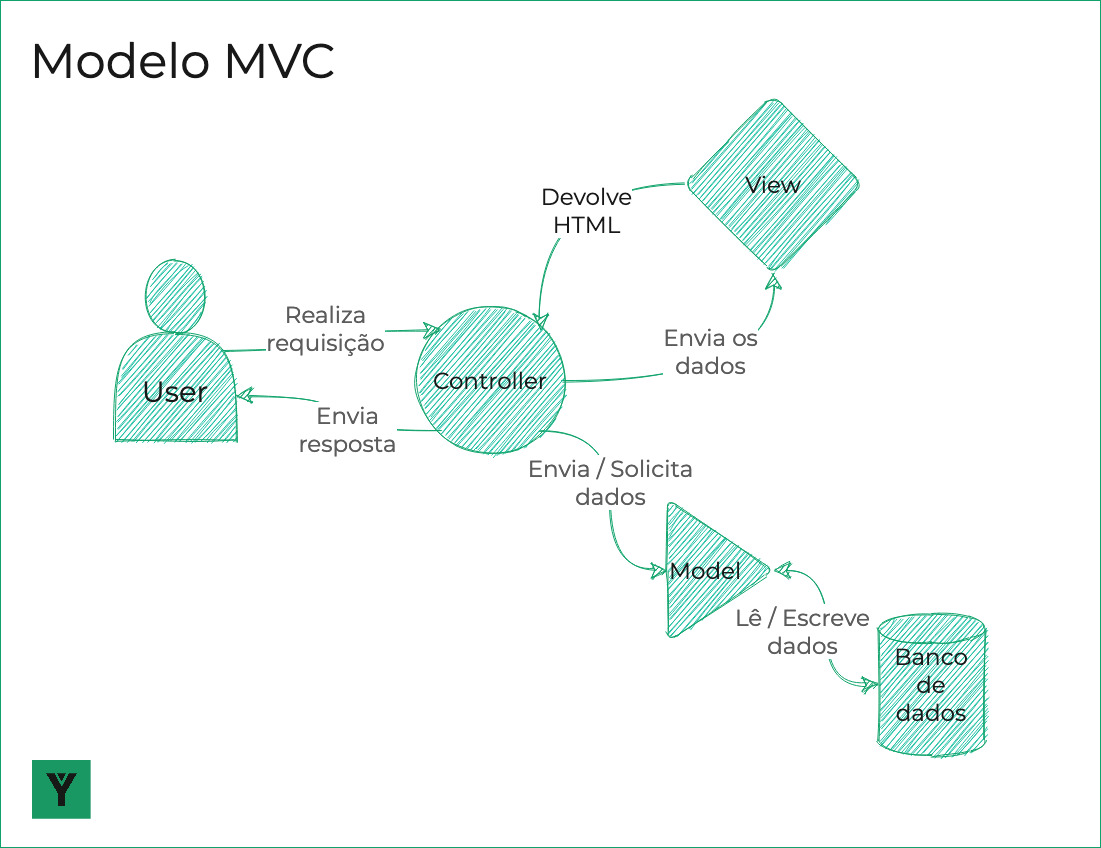 Modelo MVC
View
Devolve
HTML
Realiza
requisição
Envia os
dados
Controller
User
Envia
resposta
Envia / Solicita
dados
Model
Lê / Escreve
dados
Banco
de
dados
Y